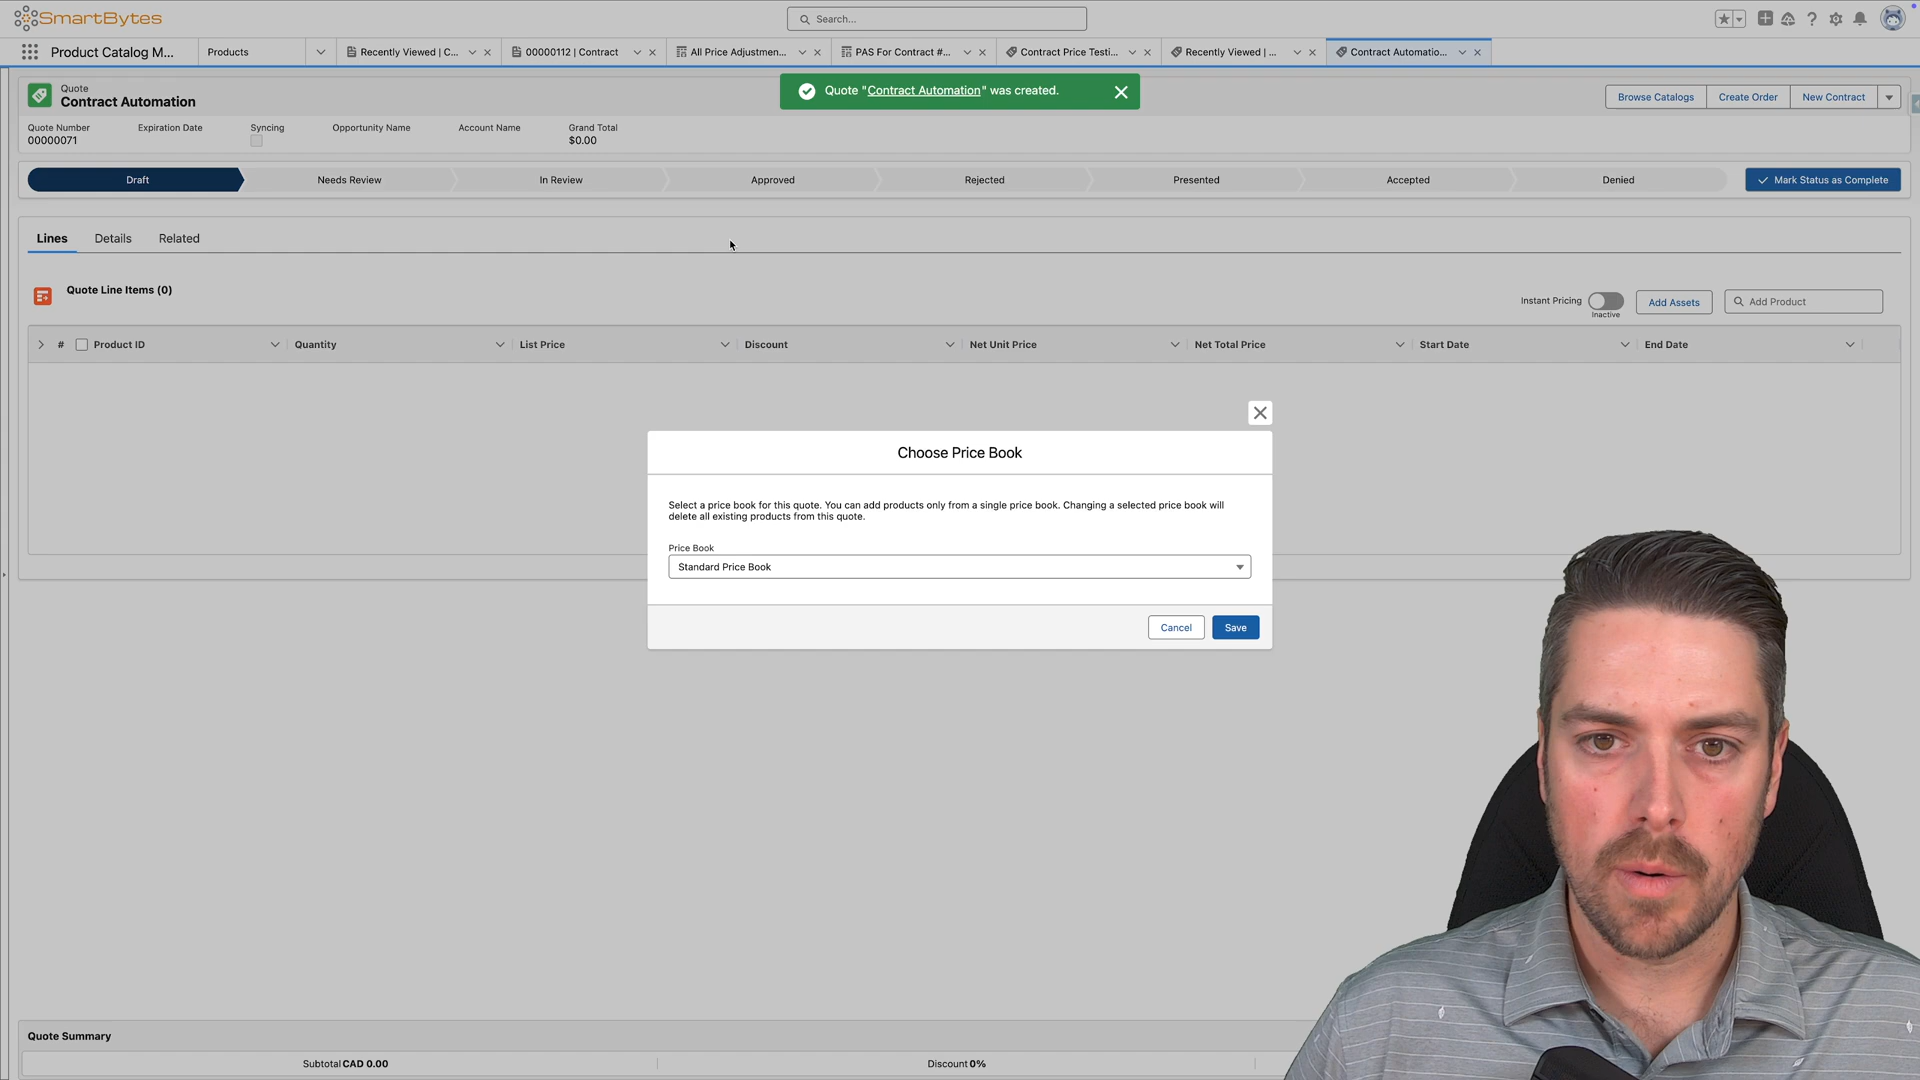 SmartBytes
Search...
Product Catalog M...
Products
Recently Viewed | C...
00000112 | Contract
All Price Adjustmen...
PAS For Contract #...
Contract Price Testi...
Recently Viewed | ...
Contract Automatio...
Quote
Contract Automation
Quote "Contract Automation" was created.
Browse Catalogs
Create Order
New Contract
Quote Number
Expiration Date
Syncing
Opportunity Name
Account Name
Grand Total
00000071
$0.00
Draft
Needs Review
In Review
Approved
Rejected
Presented
Accepted
Denied
Mark Status as Complete
Lines
Details
Related
Quote Line Items (0)
Instant Pricing
Inactive
Add Assets
Add Product
#
Product ID
Quantity
List Price
Discount
Net Unit Price
Net Total Price
Start Date
End Date
Choose Price Book
Select a price book for this quote. You can add products only from a single price book. Changing a selected price book will
delete all existing products from this quote.
Price Book
Standard Price Book
Cancel
Save
Quote Summary
Subtotal CAD 0.00
Discount 0%